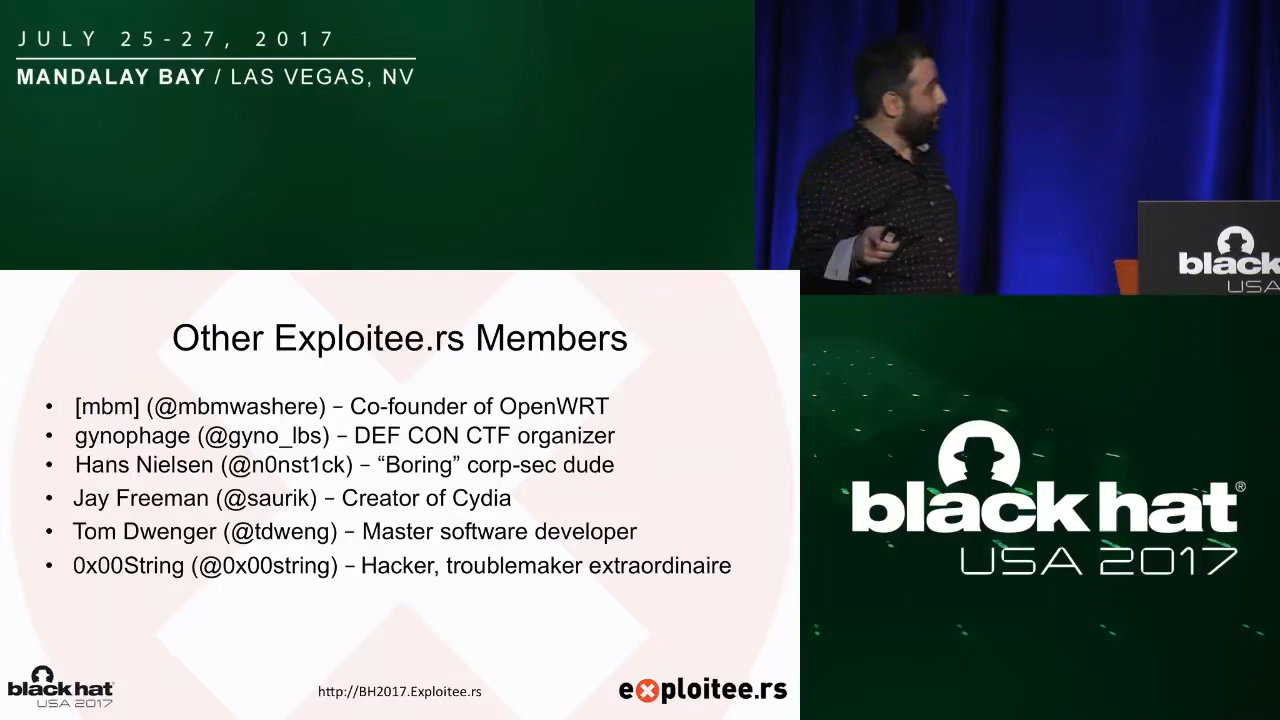 JULY 25-27, 2017
MANDALAY BAY / LAS VEGAS, NV
black
USA
Other Exploitee.rs Members
• [mbm] (@mbmwashere) – Co-founder of OpenWRT
• gynophage (@gyno_lbs) – DEF CON CTF organizer
• Hans Nielsen (@n0nst1ck) – “Boring” corp-sec dude
• Jay Freeman (@saurik) – Creator of Cydia
• Tom Dwenger (@tdweng) – Master software developer
• 0x00String (@0x00string) – Hacker, troublemaker extraordinaire
black hat
USA 2017
http://BH2017.Exploitee.rs
exploitee.rs
black hat®
USA 2017